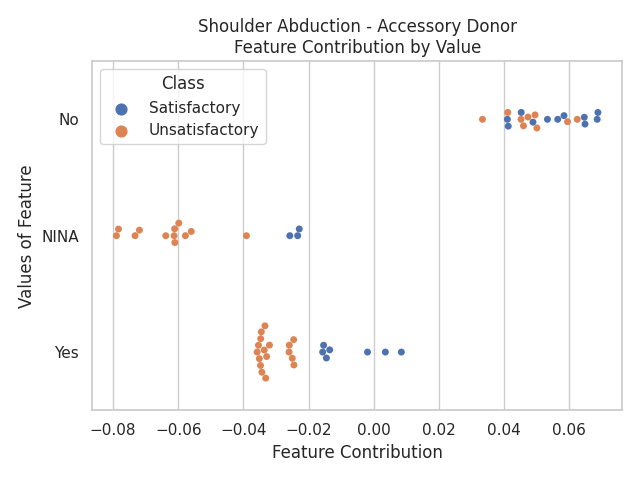 Shoulder Abduction - Accessory Donor
Feature Contribution by Value
Class
Satisfactory
Unsatisfactory
Values of Feature
No
NINA
Yes
−0.08 −0.06 −0.04 −0.02 0.00 0.02 0.04 0.06
Feature Contribution